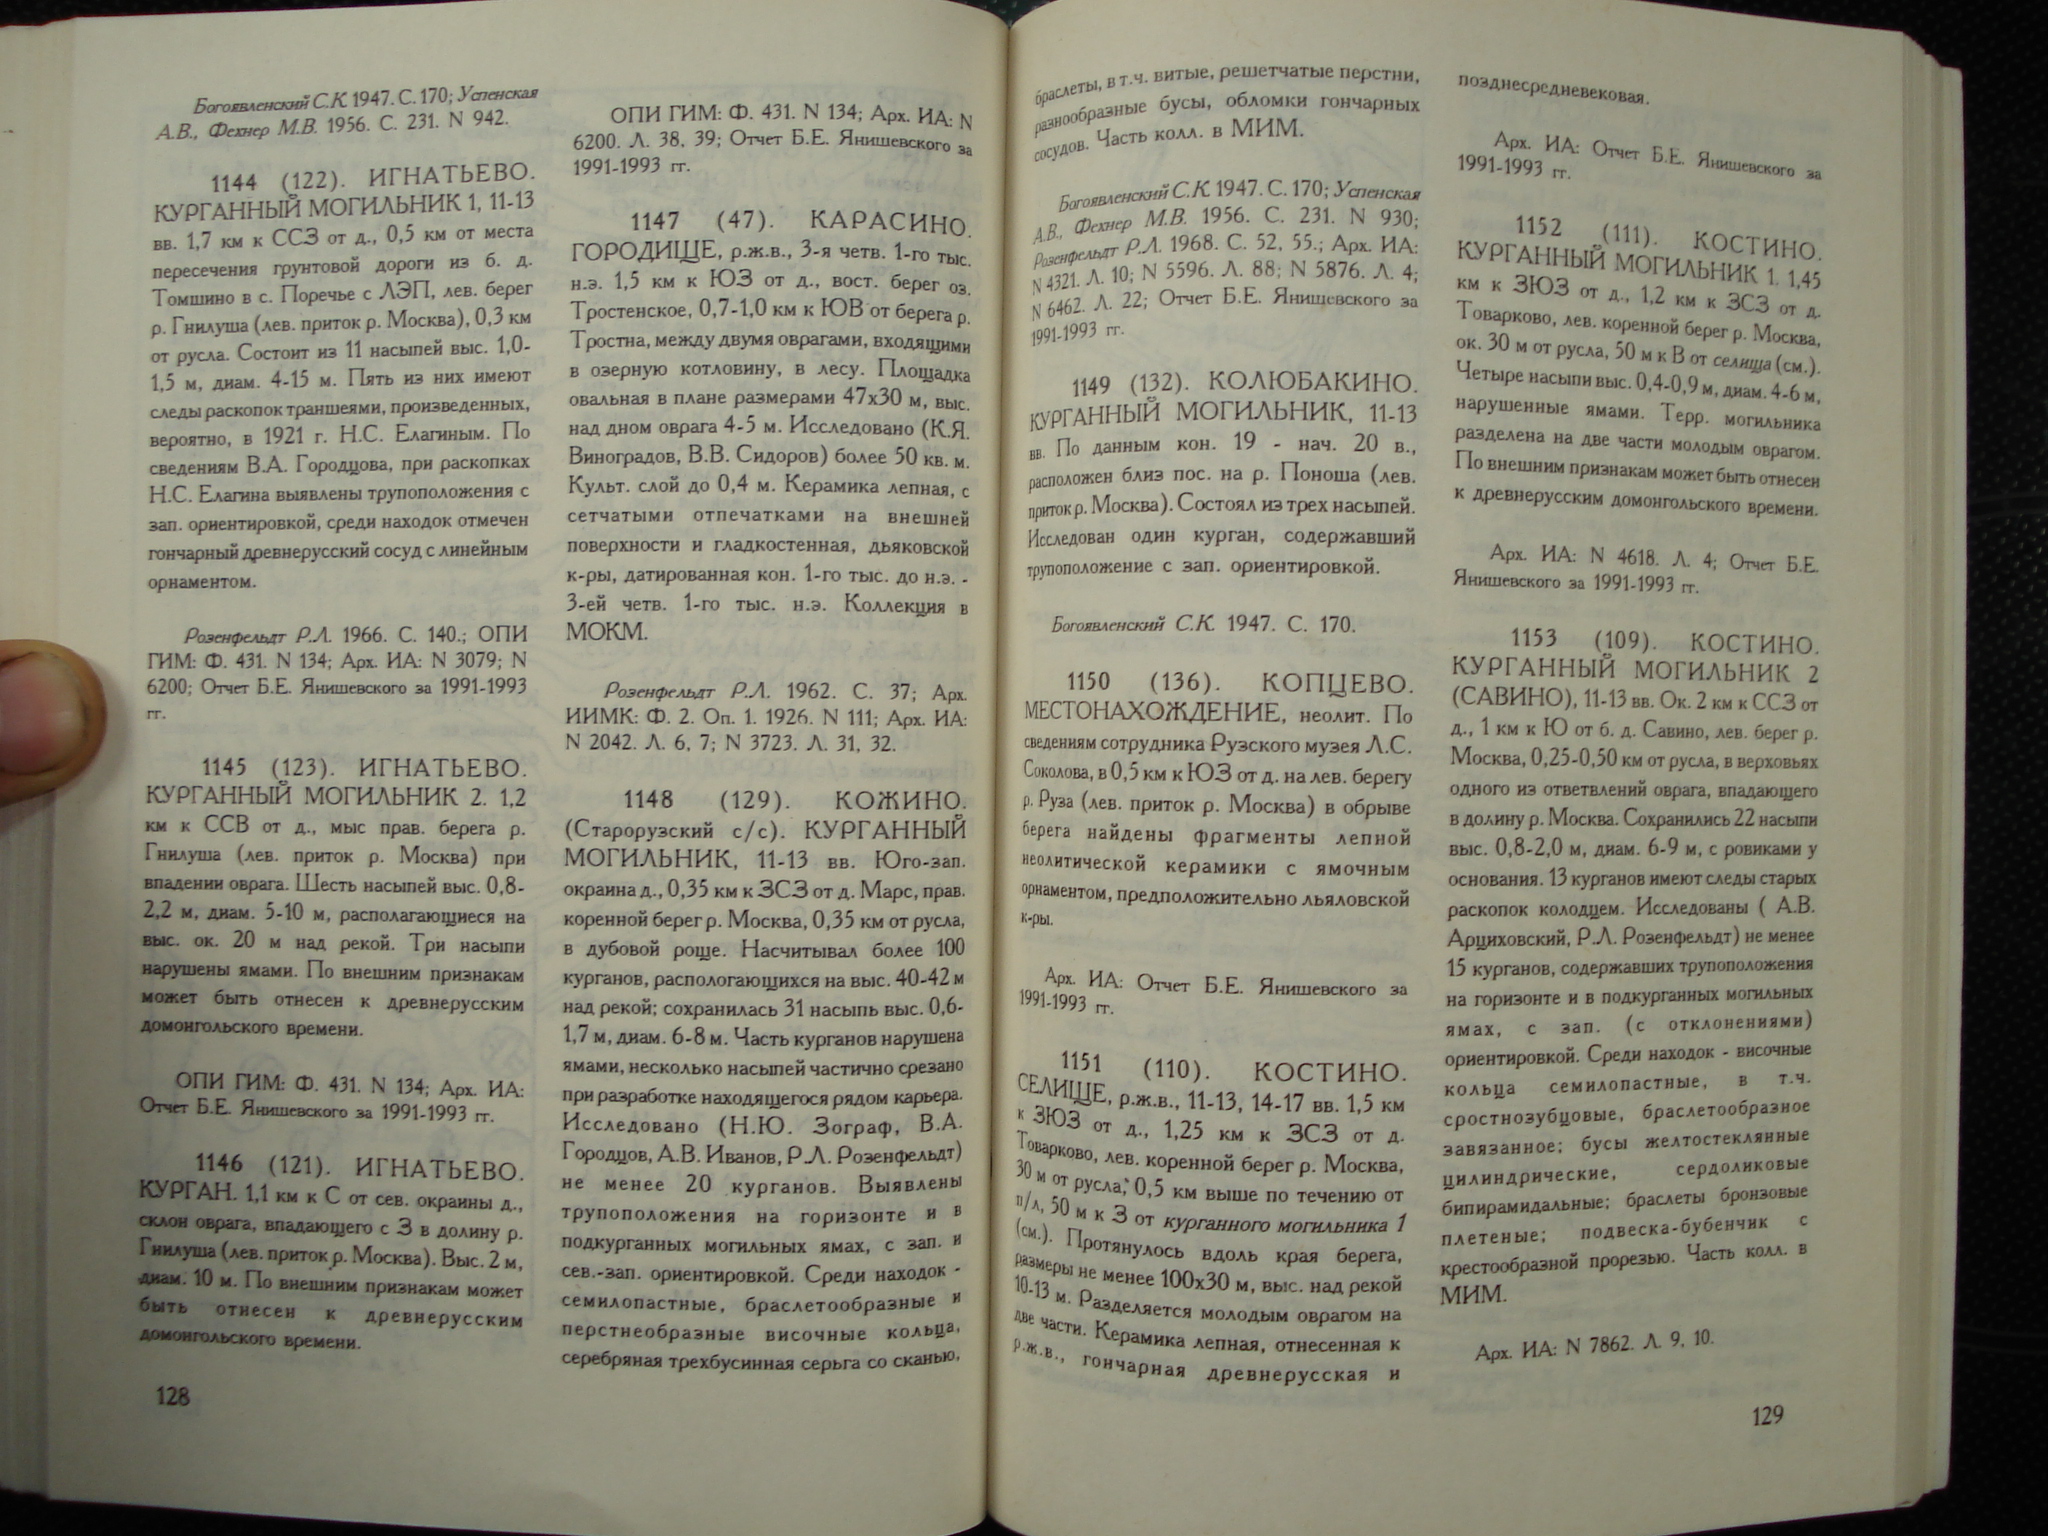 Богоявленский С.К. 1947. С. 170; Успенская
А.В., Фехнер М.В. 1956. С. 231. N 942.
1144 (122). ИГНАТЬЕВО.
КУРГАННЫЙ МОГИЛЬНИК 1, 11-13
вв. 1,7 км к ССЗ от д., 0,5 км от места
пересечения грунтовой дороги из б. д.
Томшино в с. Поречье с ЛЭП, лев. берег
р. Гнилуша (лев. приток р. Москва), 0,3 км
от русла. Состоит из 11 насыпей выс. 1,0-
1,5 м, диам. 4-15 м. Пять из них имеют
следы раскопок траншеями, произведенных,
вероятно, в 1921 г. Н.С. Елагиным. По
сведениям В.А. Городцова, при раскопках
Н.С. Елагина выявлены трупоположения с
зап. ориентировкой, среди находок отмечен
гончарный древнерусский сосуд с линейным
орнаментом.
Розенфельдт Р.Л. 1966. С. 140.; ОПИ
ГИМ: Ф. 431. N 134; Арх. ИА: N 3079; N
6200; Отчет Б.Е. Янишевского за 1991-1993
гг.
1145 (123). ИГНАТЬЕВО.
КУРГАННЫЙ МОГИЛЬНИК 2. 1,2
км к ССВ от д., мыс прав. берега р.
Гнилуша (лев. приток р. Москва) при
впадении оврага. Шесть насыпей выс. 0,8-
2,2 м, диам. 5-10 м, располагающиеся на
выс. ок. 20 м над рекой. Три насыпи
нарушены ямами. По внешним признакам
может быть отнесен к древнерусским
домонгольского времени.
ОПИ ГИМ: Ф. 431. N 134; Арх. ИА:
Отчет Б.Е. Янишевского за 1991-1993 гг.
1146 (121). ИГНАТЬЕВО.
КУРГАН. 1,1 км к С от сев. окраины д.,
склон оврага, впадающего с З в долину р.
Гнилуша (лев. приток р. Москва). Выс. 2 м,
диам. 10 м. По внешним признакам может
быть отнесен к древнерусским
домонгольского времени.
128
ОПИ ГИМ: Ф. 431. N 134; Арх. ИА: N
6200. Л. 38, 39; Отчет Б.Е. Янишевского за
1991-1993 гг.
1147 (47). КАРАСИНО.
ГОРОДИЩЕ, р.ж.в., 3-я четв. 1-го тыс.
н.э. 1,5 км к ЮЗ от д., вост. берег оз.
Тростенское, 0,7-1,0 км к ЮВ от берега р.
Тростна, между двумя оврагами, входящими
в озерную котловину, в лесу. Площадка
овальная в плане размерами 47х30 м, выс.
над дном оврага 4-5 м. Исследовано (К.Я.
Виноградов, В.В. Сидоров) более 50 кв. м.
Культ. слой до 0,4 м. Керамика лепная, с
сетчатыми отпечатками на внешней
поверхности и гладкостенная, дьяковской
к-ры, датированная кон. 1-го тыс. до н.э. -
3-ей четв. 1-го тыс. н.э. Коллекция в
МОКМ.
Розенфельдт Р.Л. 1962. С. 37; Арх.
ИИМК: Ф. 2. Оп. 1. 1926. N 111; Арх. ИА:
N 2042. Л. 6, 7; N 3723. Л. 31, 32.
1148 (129). КОЖИНО.
(Старорузский с/с). КУРГАННЫЙ
МОГИЛЬНИК, 11-13 вв. Юго-зап.
окраина д., 0,35 км к ЗСЗ от д. Марс, прав.
коренной берег р. Москва, 0,35 км от русла,
в дубовой роще. Насчитывал более 100
курганов, распологающихся на выс. 40-42 м
над рекой; сохранилась 31 насыпь выс. 0,6-
1,7 м, диам. 6-8 м. Часть курганов нарушена
ямами, несколько насыпей частично срезано
при разработке находящегося рядом карьера.
Исследовано (Н.Ю. Зограф, В.А.
Городцов, А.В. Иванов, Р.Л. Розенфельдт)
не менее 20 курганов. Выявлены
трупоположения на горизонте и в
подкурганных могильных ямах, с зап. и
сев.-зап. ориентировкой. Среди находок -
семилопастные, браслетообразные и
перстнеобразные височные кольца,
серебряная трехбусинная серьга со сканью,
браслеты, в т.ч. витые, решетчатые перстни,
разнообразные бусы, обломки гончарных
сосудов. Часть колл. в МИМ.
Богоявленский С.К. 1947. С. 170; Успенская
А.В., Фехнер М.В. 1956. С. 231. N 930;
Розенфельдт Р.Л. 1968. С. 52, 55.; Арх. ИА:
N 4321. Л. 10; N 5596. Л. 88; N 5876. Л. 4;
N 6462. Л. 22; Отчет Б.Е. Янишевского за
1991-1993 гг.
1149 (132). КОЛЮБАКИНО.
КУРГАННЫЙ МОГИЛЬНИК, 11-13
вв. По данным кон. 19 - нач. 20 в.,
расположен близ пос. на р. Поноша (лев.
приток р. Москва). Состоял из трех насыпей.
Исследован один курган, содержавший
трупоположение с зап. ориентировкой.
Богоявленский С.К. 1947. С. 170.
1150 (136). КОПЦЕВО.
МЕСТОНАХОЖДЕНИЕ, неолит. По
сведениям сотрудника Рузского музея Л.С.
Соколова, в 0,5 км к ЮЗ от д. на лев. берегу
р. Руза (лев. приток р. Москва) в обрыве
берега найдены фрагменты лепной
неолитической керамики с ямочным
орнаментом, предположительно льяловской
к-ры.
Арх. ИА: Отчет Б.Е. Янишевского за
1991-1993 гг.
1151 (110). КОСТИНО.
СЕЛИЩЕ, р.ж.в., 11-13, 14-17 вв. 1,5 км
к ЗЮЗ от д., 1,25 км к ЗСЗ от д.
Товарково, лев. коренной берег р. Москва,
30 м от русла, 0,5 км выше по течению от
п/л, 50 м к З от курганного могильника 1
(см.). Протянулось вдоль края берега,
размеры не менее 100х30 м, выс. над рекой
10-13 м. Разделяется молодым оврагом на
две части. Керамика лепная, отнесенная к
р.ж.в., гончарная древнерусская и
позднесредневековая.
Арх. ИА: Отчет Б.Е. Янишевского за
1991-1993 гг.
1152 (111). КОСТИНО.
КУРГАННЫЙ МОГИЛЬНИК 1. 1,45
км к ЗЮЗ от д., 1,2 км к ЗСЗ от д.
Товарково, лев. коренной берег р. Москва,
ок. 30 м от русла, 50 м к В от селища (см.).
Четыре насыпи выс. 0,4-0,9 м, диам. 4-6 м,
нарушенные ямами. Терр. могильника
разделена на две части молодым оврагом.
По внешним признакам может быть отнесен
к древнерусским домонгольского времени.
Арх. ИА: N 4618. Л. 4; Отчет Б.Е.
Янишевского за 1991-1993 гг.
1153 (109). КОСТИНО.
КУРГАННЫЙ МОГИЛЬНИК 2
(САВИНО), 11-13 вв. Ок. 2 км к ССЗ от
д., 1 км к Ю от б. д. Савино, лев. берег р.
Москва, 0,25-0,50 км от русла, в верховьях
одного из ответвлений оврага, впадающего
в долину р. Москва. Сохранились 22 насыпи
выс. 0,8-2,0 м, диам. 6-9 м, с ровиками у
основания. 13 курганов имеют следы старых
раскопок колодцем. Исследованы ( А.В.
Арциховский, Р.Л. Розенфельдт) не менее
15 курганов, содержавших трупоположения
на горизонте и в подкурганных могильных
ямах, с зап. (с отклонениями)
ориентировкой. Среди находок - височные
кольца семилопастные, в т.ч.
сростнозубцовые, браслетообразное
завязанное; бусы желтостеклянные
цилиндрические, сердоликовые
бипирамидальные; браслеты бронзовые
плетеные; подвеска-бубенчик с
крестообразной прорезью. Часть колл. в
МИМ.
Арх. ИА: N 7862. Л. 9, 10.
129